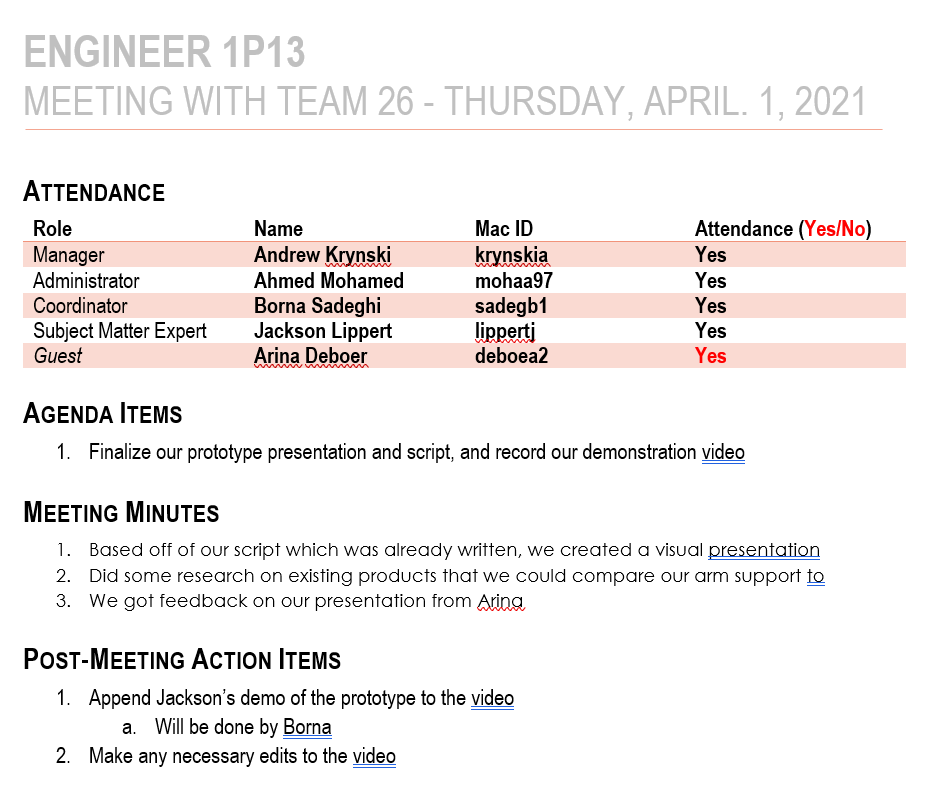 ENGINEER 1P13
MEETING WITH TEAM 26 - THURSDAY, APRIL. 1, 2021
ATTENDANCE
Role Name Mac ID Attendance (Yes/No)
Manager Andrew Krynski krynskia Yes
Administrator Ahmed Mohamed mohaa97 Yes
Coordinator Borna Sadeghi sadegb1 Yes
Subject Matter Expert Jackson Lippert lippertj Yes
Guest Arina Deboer deboea2 Yes
AGENDA ITEMS
1. Finalize our prototype presentation and script, and record our demonstration video
MEETING MINUTES
1. Based off of our script which was already written, we created a visual presentation
2. Did some research on existing products that we could compare our arm support to
3. We got feedback on our presentation from Arina
POST-MEETING ACTION ITEMS
1. Append Jackson’s demo of the prototype to the video
a. Will be done by Borna
2. Make any necessary edits to the video